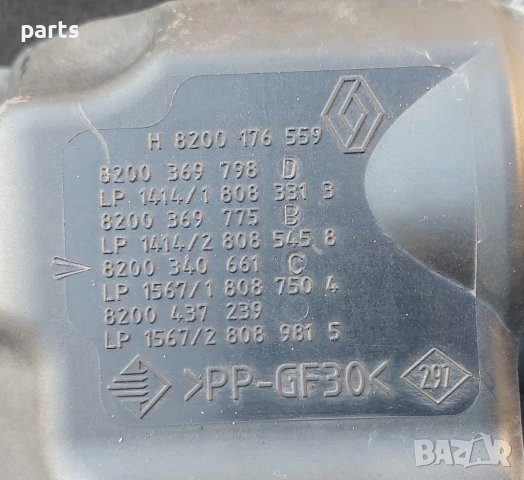 parts
H 8200 176 559
8200 369 798 D
LP 1414/1 808 331 3
8200 369 775 B
LP 1414/2 808 545 8
8200 340 661 C
LP 1567/1 808 750 4
8200 437 239
LP 1567/2 808 981 5
>PP-GF30< 297
BAZAR